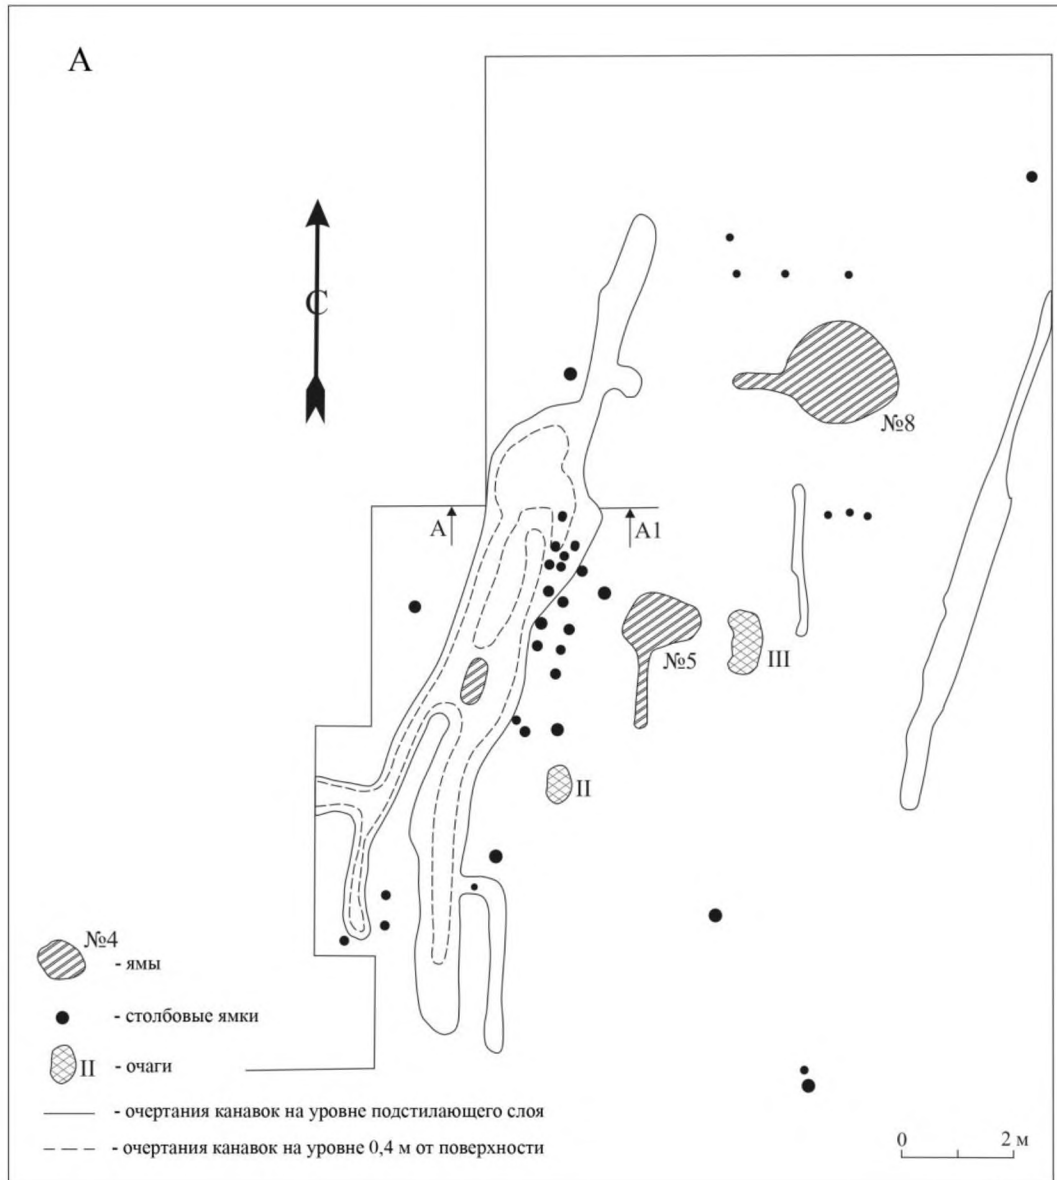 А
С
№8
А
А1
№5
III
II
№4
- ямы
- столбовые ямки
II - очаги
- очертания канавок на уровне подстилающего слоя
- очертания канавок на уровне 0,4 м от поверхности
0 2 м